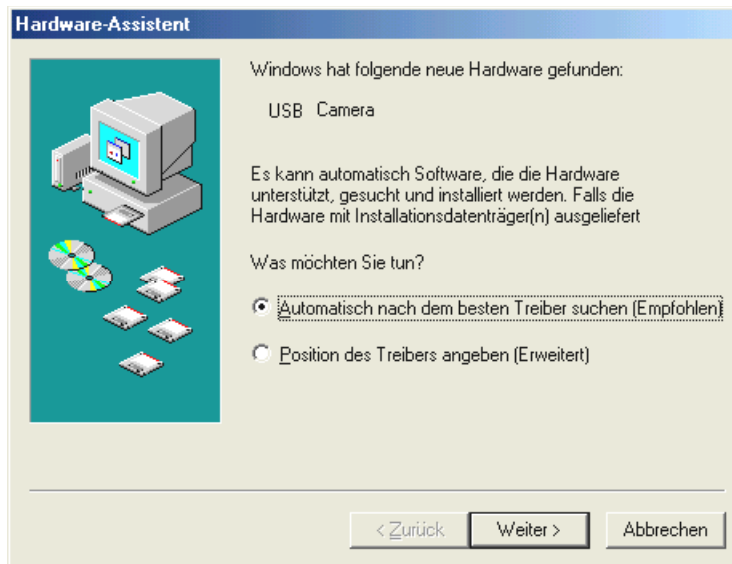 Hardware-Assistent
Windows hat folgende neue Hardware gefunden:
USB Camera
Es kann automatisch Software, die die Hardware
unterstützt, gesucht und installiert werden. Falls die
Hardware mit Installationsdatenträger(n) ausgeliefert
Was möchten Sie tun?
Automatisch nach dem besten Treiber suchen (Empfohlen)
Position des Treibers angeben (Erweitert)
< Zurück Weiter > Abbrechen